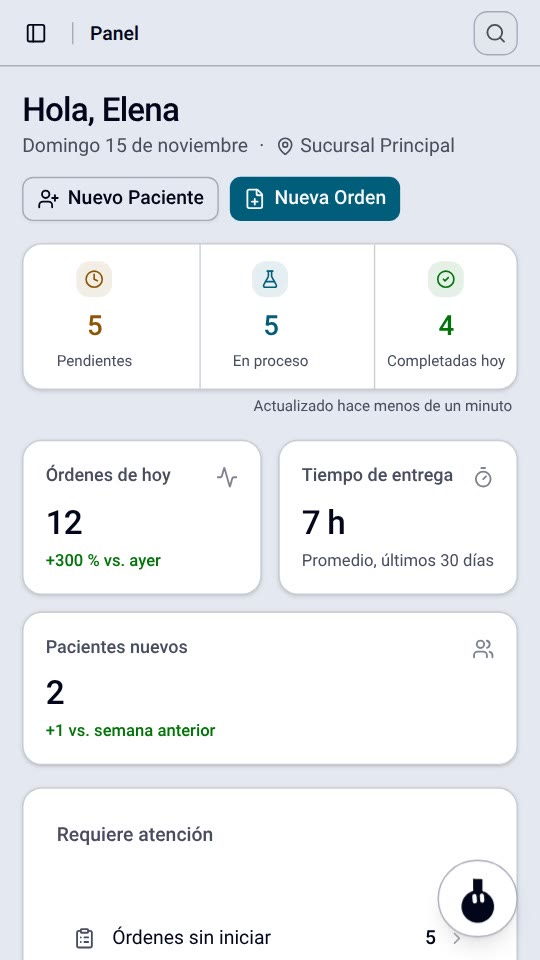 Panel
Hola, Elena
Domingo 15 de noviembre · Sucursal Principal
Nuevo Paciente
Nueva Orden
5
Pendientes
5
En proceso
4
Completadas hoy
Actualizado hace menos de un minuto
Órdenes de hoy
12
+300 % vs. ayer
Tiempo de entrega
7 h
Promedio, últimos 30 días
Pacientes nuevos
2
+1 vs. semana anterior
Requiere atención
Órdenes sin iniciar 5